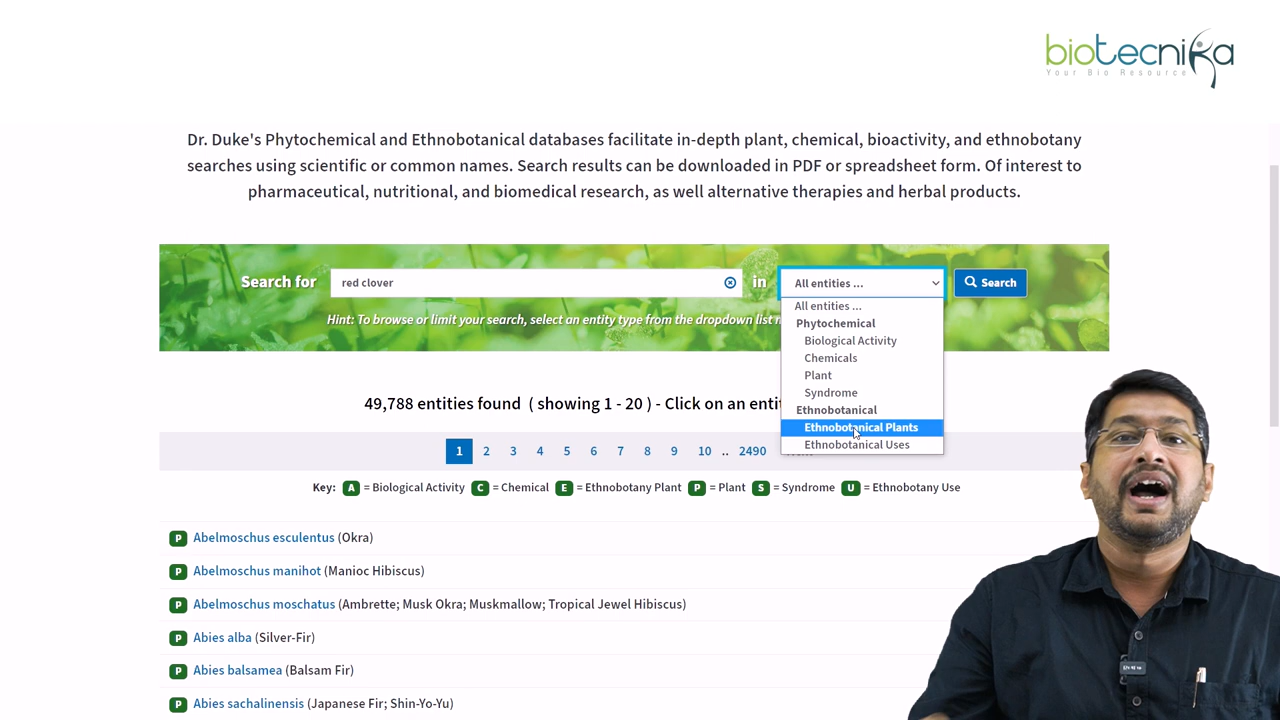 biotecnika
Your Bio Resource
Dr. Duke's Phytochemical and Ethnobotanical databases facilitate in-depth plant, chemical, bioactivity, and ethnobotany
searches using scientific or common names. Search results can be downloaded in PDF or spreadsheet form. Of interest to
pharmaceutical, nutritional, and biomedical research, as well alternative therapies and herbal products.
Search for red clover in All entities ... Search
Hint: To browse or limit your search, select an entity type from the dropdown list
All entities ...
Phytochemical
Biological Activity
Chemicals
Plant
Syndrome
Ethnobotanical
Ethnobotanical Plants
Ethnobotanical Uses
49,788 entities found ( showing 1 - 20 ) - Click on an
1 2 3 4 5 6 7 8 9 10 .. 2490
Key: A = Biological Activity C = Chemical E = Ethnobotany Plant P = Plant S = Syndrome U = Ethnobotany Use
P Abelmoschus esculentus (Okra)
P Abelmoschus manihot (Manioc Hibiscus)
P Abelmoschus moschatus (Ambrette; Musk Okra; Muskmallow; Tropical Jewel Hibiscus)
P Abies alba (Silver-Fir)
P Abies balsamea (Balsam Fir)
P Abies sachalinensis (Japanese Fir; Shin-Yo-Yu)